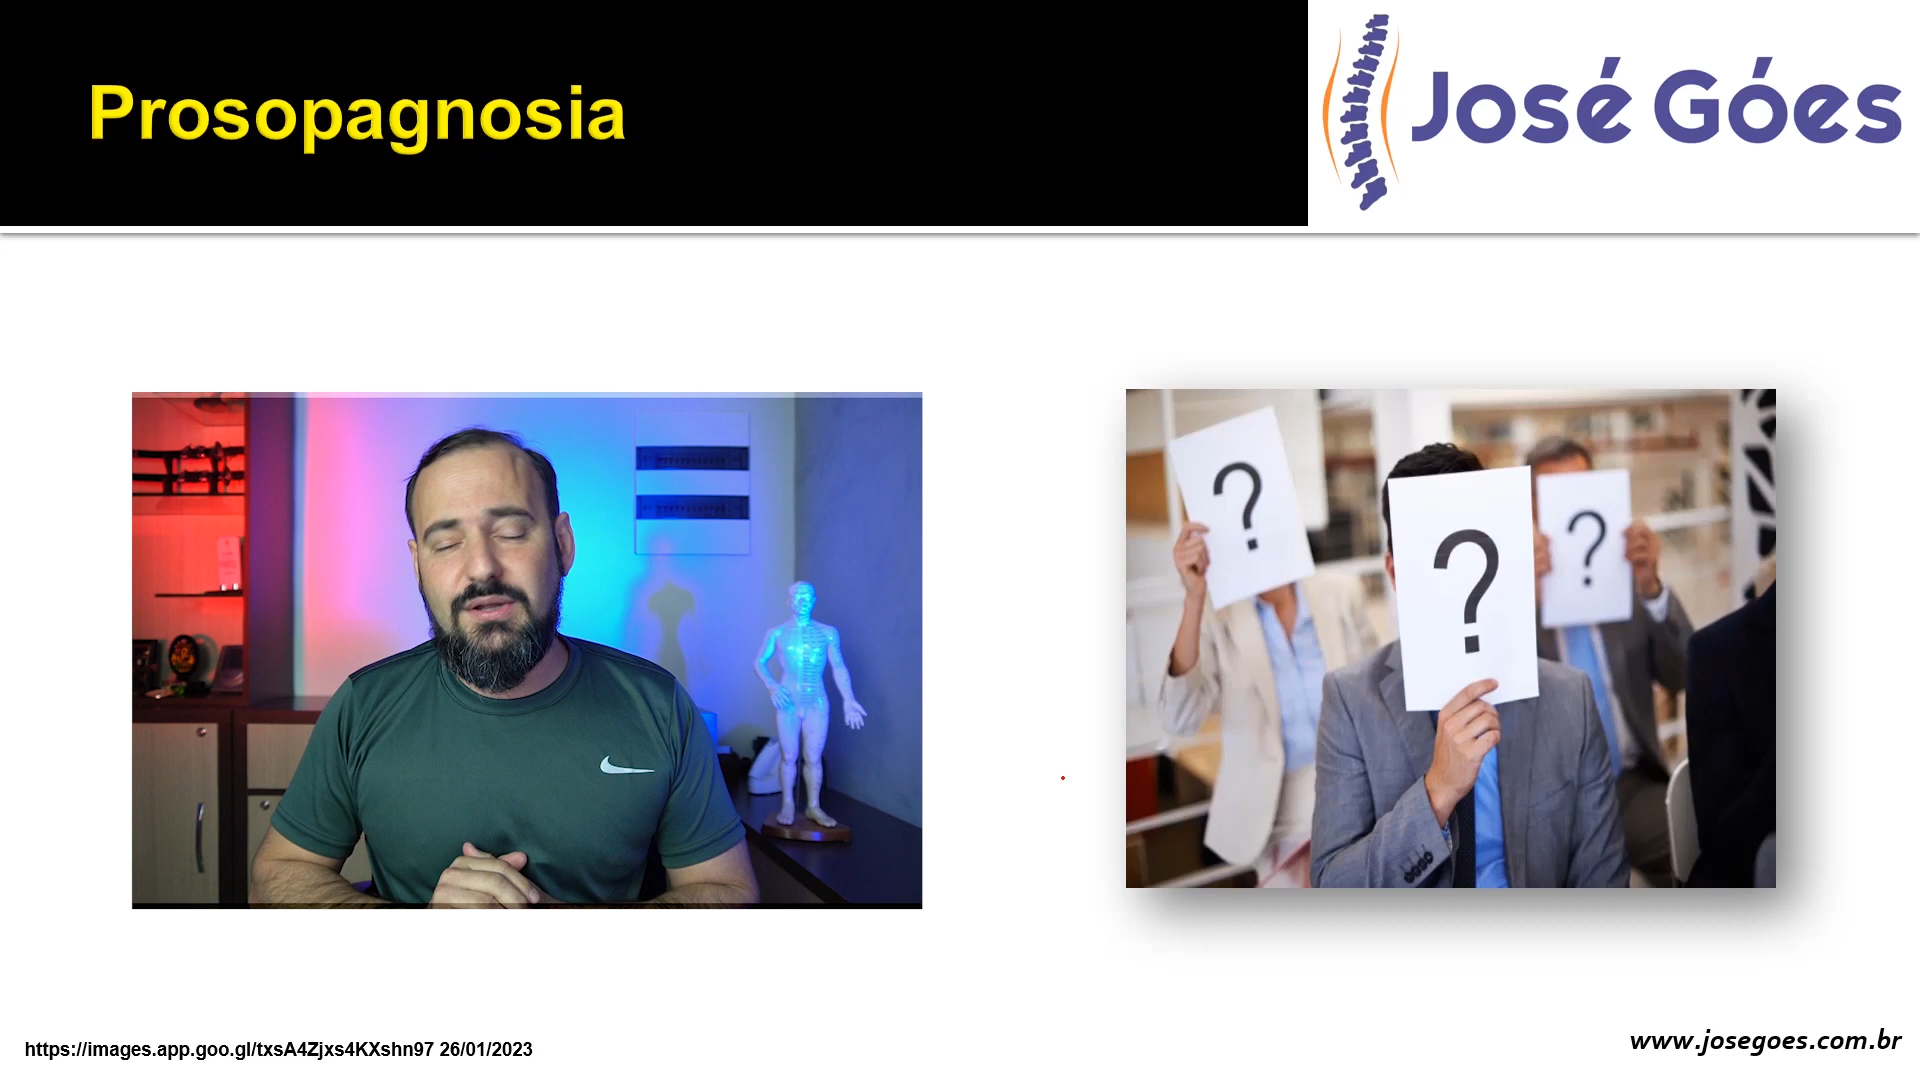 Prosopagnosia
José Góes
?
?
?
https://images.app.goo.gl/txsA4Zjxs4KXshn97 26/01/2023
www.josegoes.com.br